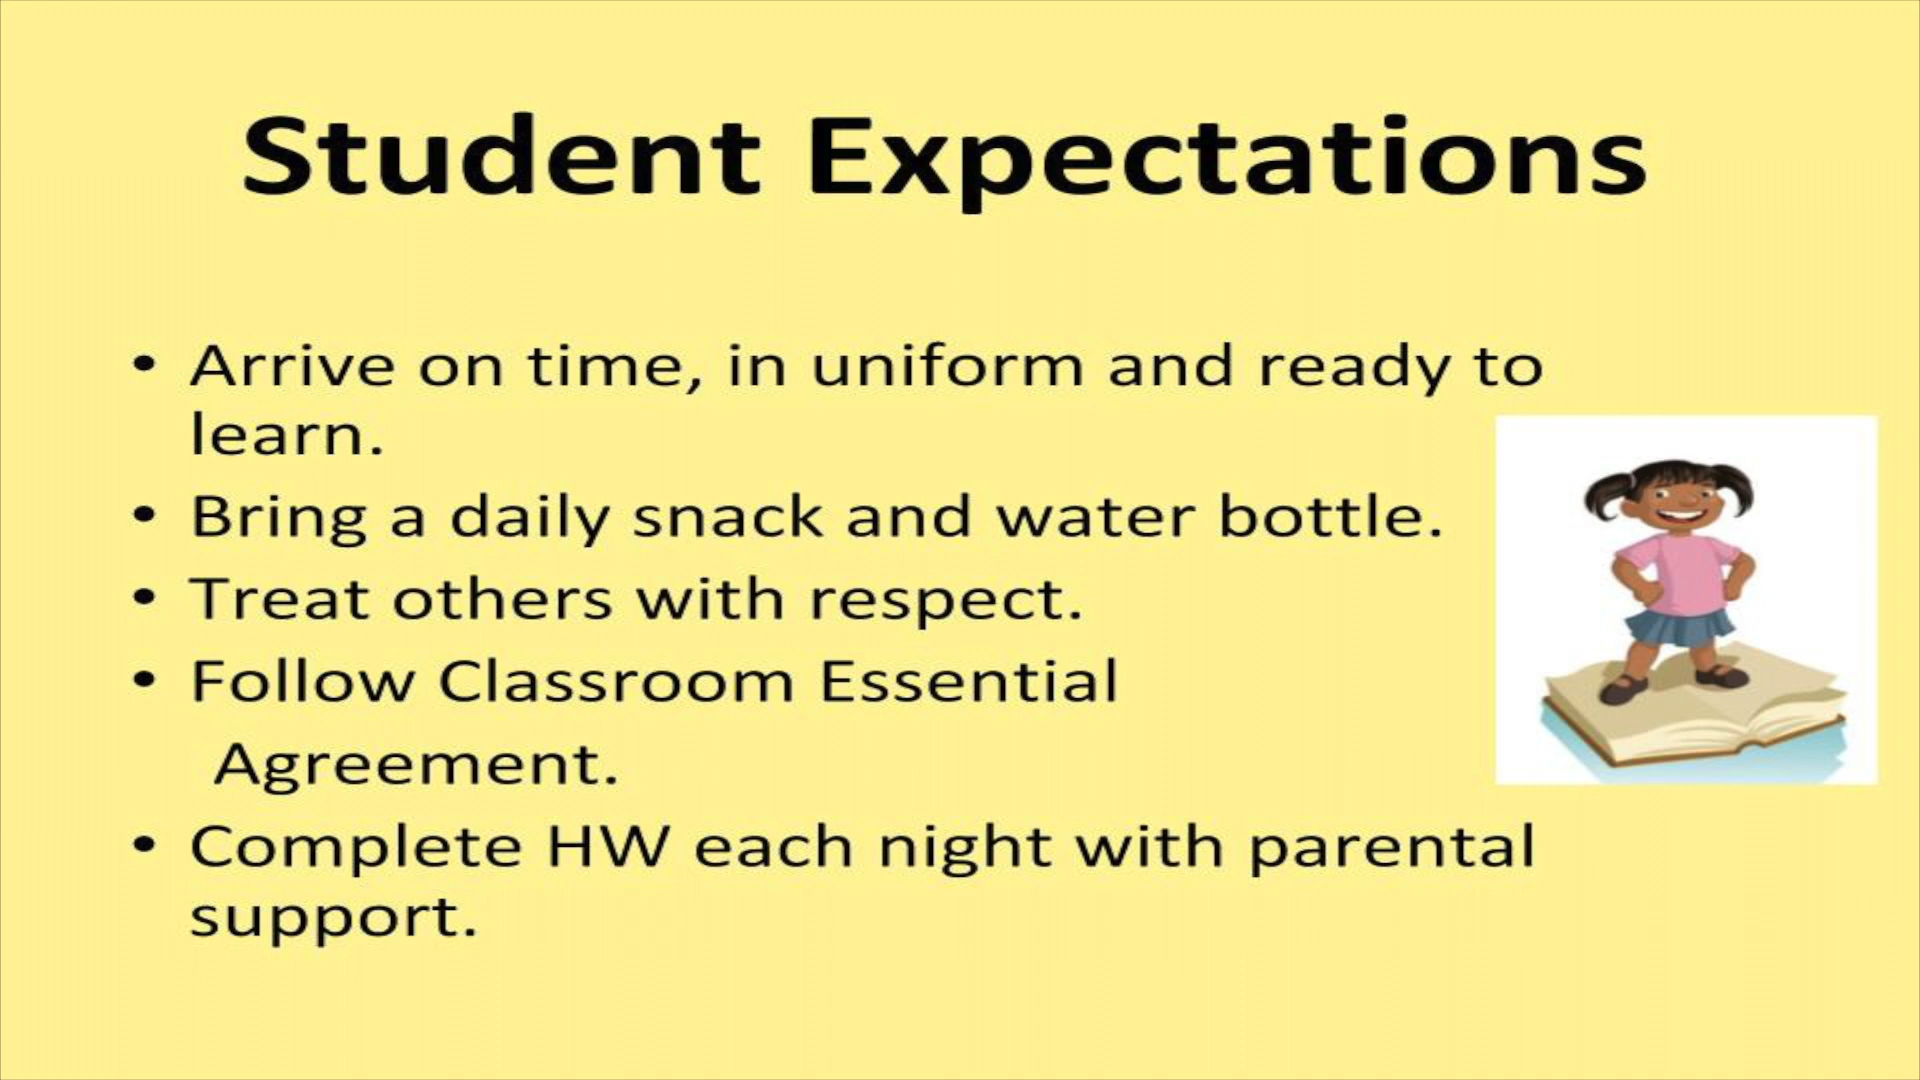 Student Expectations
• Arrive on time, in uniform and ready to
learn.
• Bring a daily snack and water bottle.
• Treat others with respect.
• Follow Classroom Essential
Agreement.
• Complete HW each night with parental
support.